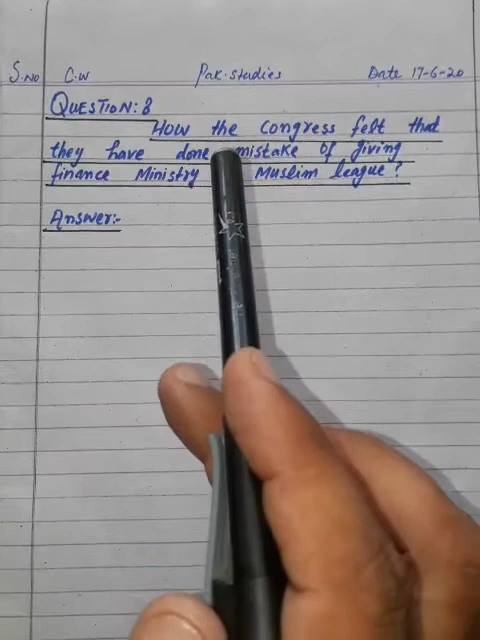 S.No C.W Pak.studies Date 17-6-20
QUESTION: 8
How the Congress felt that
they have done mistake of giving
finance Ministry Muslim league?
Answer:-